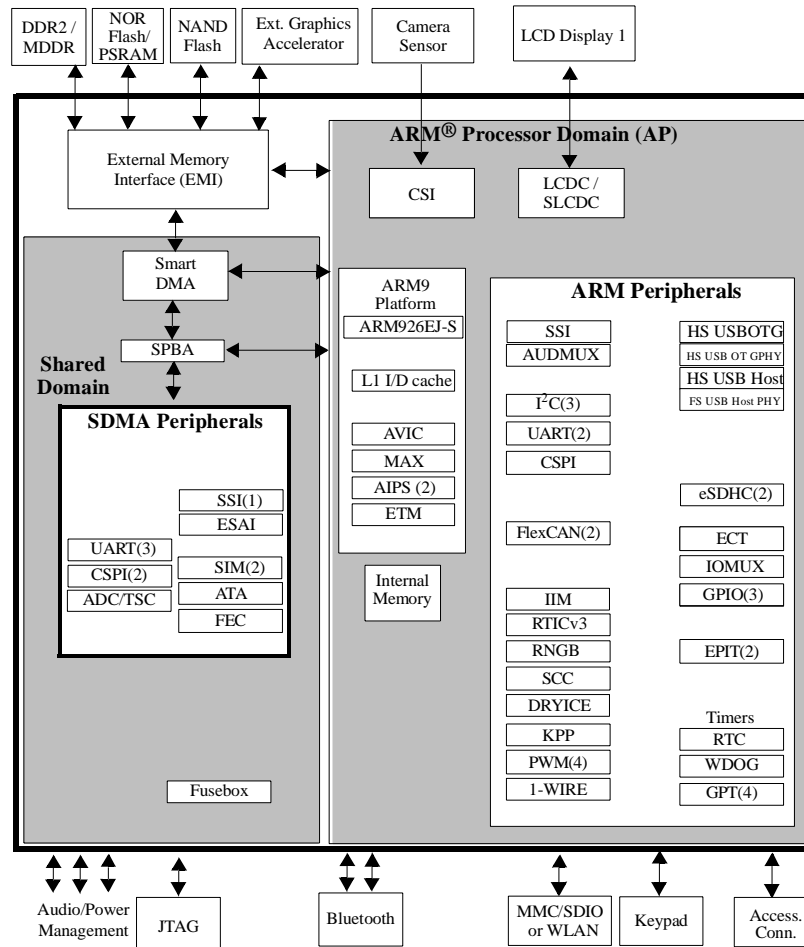 DDR2 /
MDDR
NOR
Flash/
PSRAM
NAND
Flash
Ext. Graphics
Accelerator
Camera
Sensor
LCD Display 1
ARM® Processor Domain (AP)
External Memory
Interface (EMI)
CSI
LCDC /
SLCDC
Smart
DMA
SPBA
Shared
Domain
SDMA Peripherals
SSI(1)
ESAI
UART(3)
CSPI(2)
ADC/TSC
SIM(2)
ATA
FEC
Fusebox
ARM9
Platform
ARM926EJ-S
L1 I/D cache
AVIC
MAX
AIPS (2)
ETM
Internal
Memory
ARM Peripherals
SSI
AUDMUX
I²C(3)
UART(2)
CSPI
FlexCAN(2)
IIM
RTICv3
RNGB
SCC
DRYICE
KPP
PWM(4)
1-WIRE
HS USBOTG
HS USB OT GPHY
HS USB Host
FS USB Host PHY
eSDHC(2)
ECT
IOMUX
GPIO(3)
EPIT(2)
Timers
RTC
WDOG
GPT(4)
Audio/Power
Management
JTAG
Bluetooth
MMC/SDIO
or WLAN
Keypad
Access.
Conn.